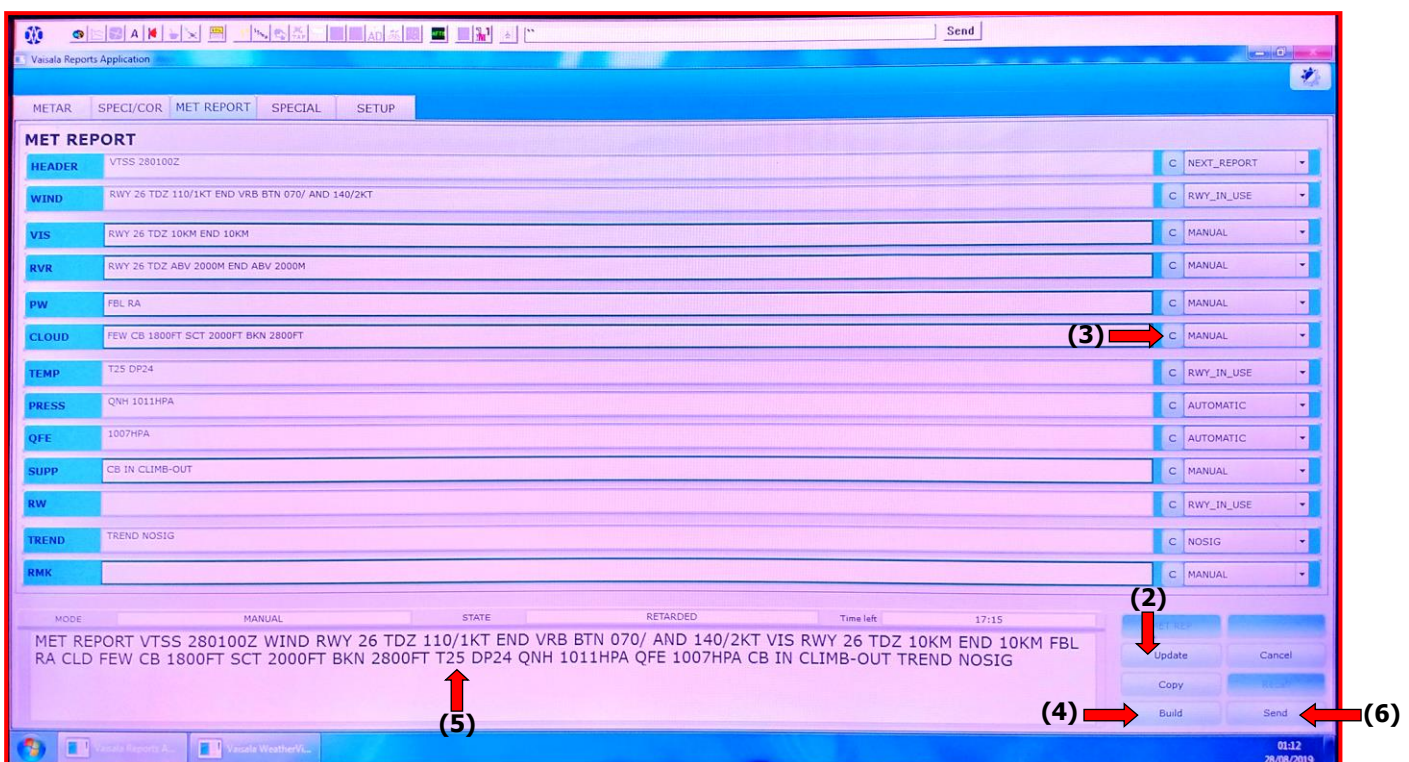 Send
Vaisala Reports Application
METAR SPECI/COR MET REPORT SPECIAL SETUP
MET REPORT
HEADER VTSS 280100Z C NEXT_REPORT
WIND RWY 26 TDZ 110/1KT END VRB BTN 070/ AND 140/2KT C RWY_IN_USE
VIS RWY 26 TDZ 10KM END 10KM C MANUAL
RVR RWY 26 TDZ ABV 2000M END ABV 2000M C MANUAL
PW FBL RA C MANUAL
CLOUD FEW CB 1800FT SCT 2000FT BKN 2800FT (3) C MANUAL
TEMP T25 DP24 C RWY_IN_USE
PRESS QNH 1011HPA C AUTOMATIC
QFE 1007HPA C AUTOMATIC
SUPP CB IN CLIMB-OUT C MANUAL
RW C RWY_IN_USE
TREND TREND NOSIG C NOSIG
RMK C MANUAL
(2)
MODE MANUAL STATE RETARDED Time left 17:15 MET REP
MET REPORT VTSS 280100Z WIND RWY 26 TDZ 110/1KT END VRB BTN 070/ AND 140/2KT VIS RWY 26 TDZ 10KM END 10KM FBL
RA CLD FEW CB 1800FT SCT 2000FT BKN 2800FT T25 DP24 QNH 1011HPA QFE 1007HPA CB IN CLIMB-OUT TREND NOSIG
Update Cancel
Copy
(5) (4) Build Send (6)
Vaisala Reports A... Vaisala WeatherVi... 01:12
28/08/2019